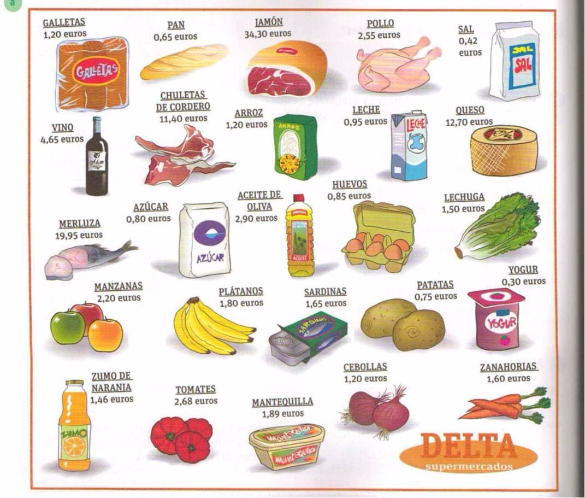 a
GALLETAS
1,20 euros
GALLETAS
PAN
0,65 euros
JAMÓN
34,30 euros
POLLO
2,55 euros
SAL
0,42
euros
SAL
SAL
VINO
4,65 euros
CHULETAS
DE CORDERO
11,40 euros
ARROZ
1,20 euros
ARROZ
LECHE
0,95 euros
LECHE
QUESO
12,70 euros
MERLUZA
19,95 euros
AZÚCAR
0,80 euros
AZÚCAR
ACEITE DE
OLIVA
2,90 euros
HUEVOS
0,85 euros
LECHUGA
1,50 euros
MANZANAS
2,20 euros
PLÁTANOS
1,80 euros
SARDINAS
1,65 euros
SARDINAS
PATATAS
0,75 euros
YOGUR
0,30 euros
YOGUR
ZUMO DE
NARANJA
1,46 euros
ZUMO
TOMATES
2,68 euros
MANTEQUILLA
1,89 euros
MANTEQUILLA
CEBOLLAS
1,20 euros
ZANAHORIAS
1,60 euros
DELTA
supermercados